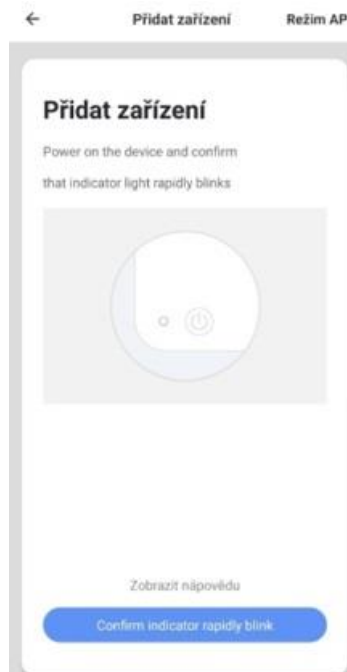 Přidat zařízení Režim AP
Přidat zařízení
Power on the device and confirm
that indicator light rapidly blinks
Zobrazit nápovědu
Confirm indicator rapidly blink